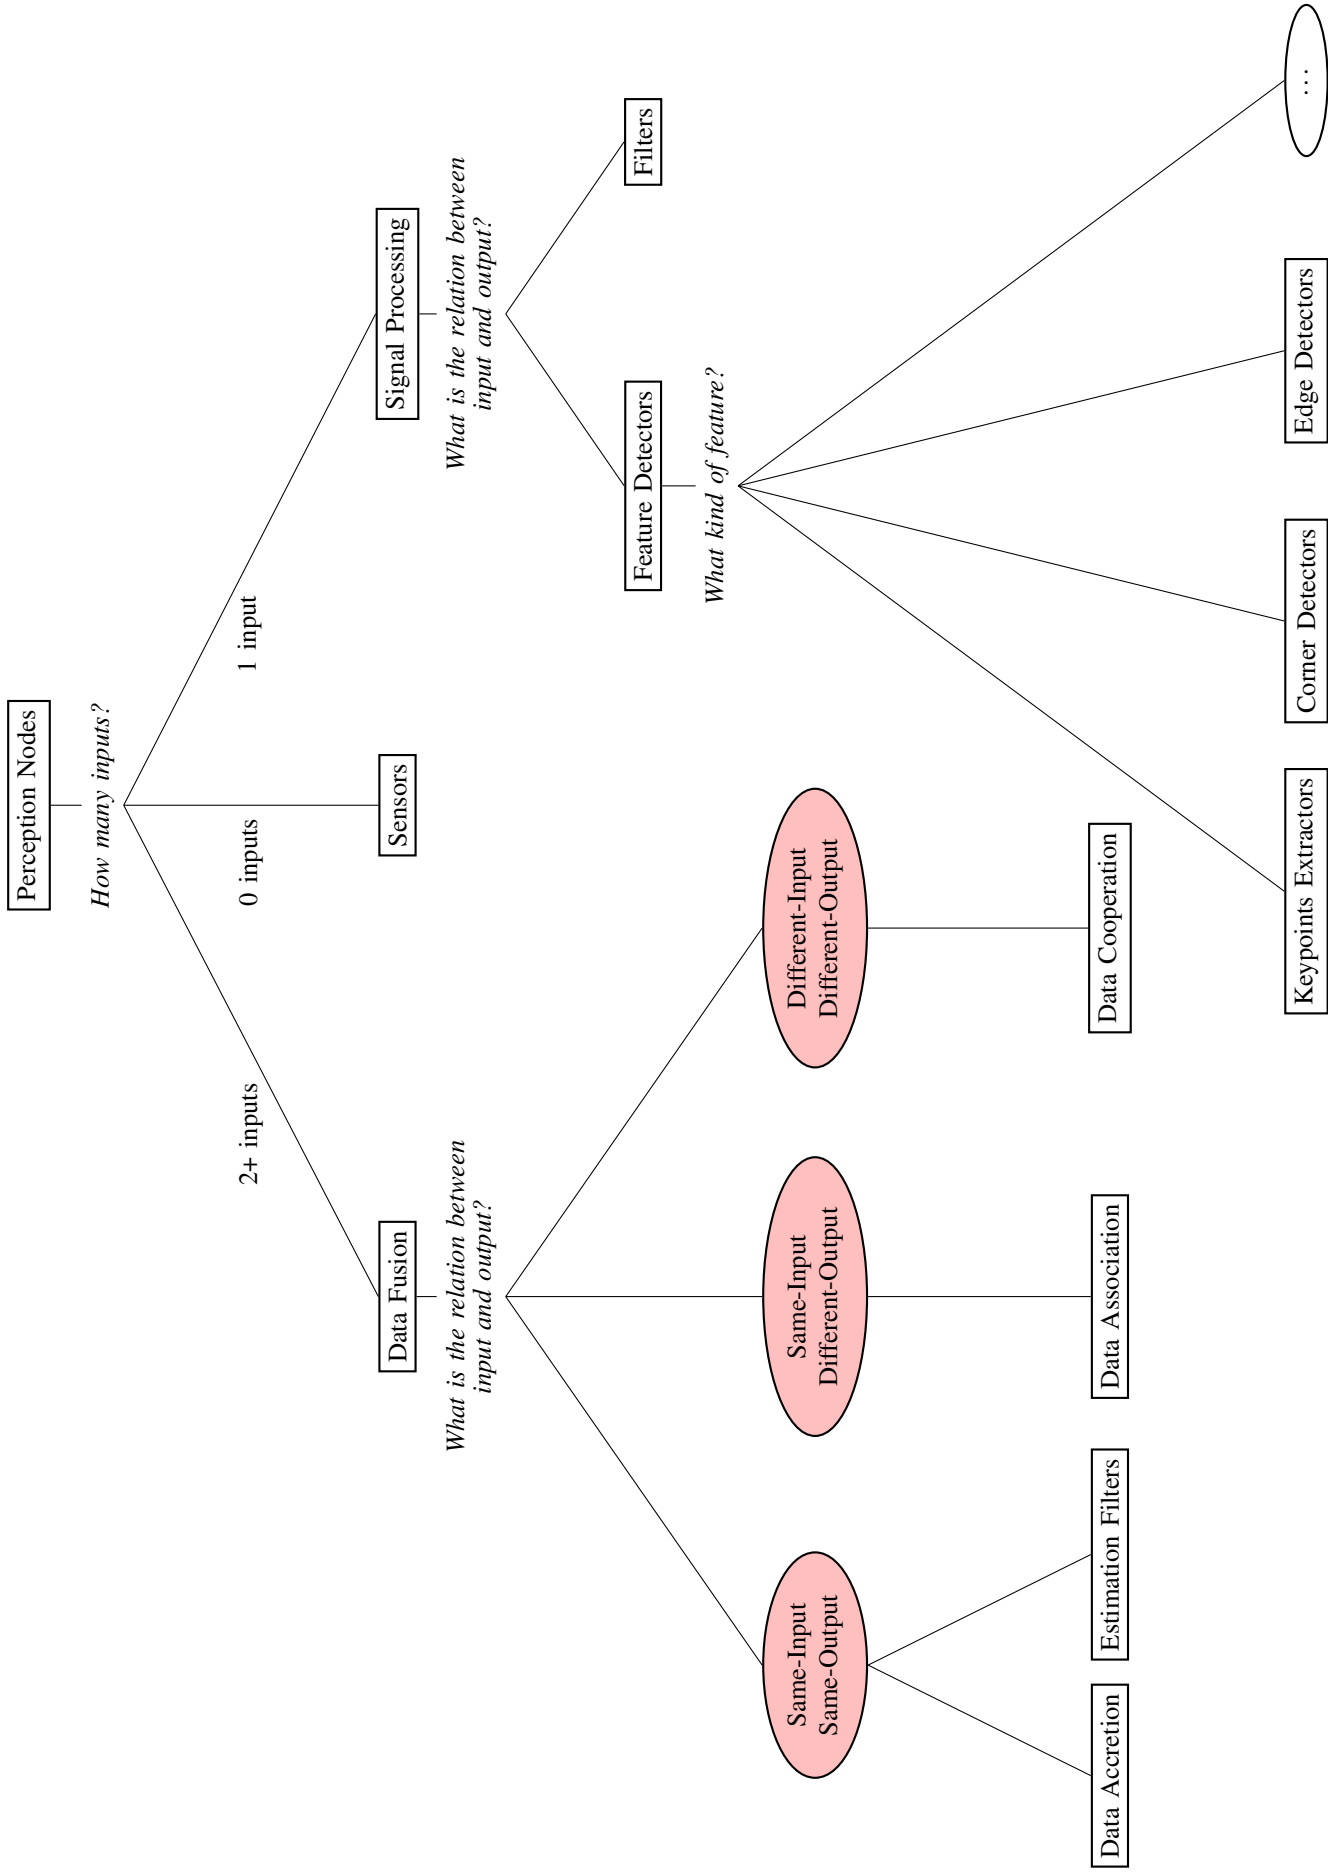 Perception Nodes
How many inputs?
2+ inputs
0 inputs
1 input
Data Fusion
Sensors
Signal Processing
What is the relation between
input and output?
What is the relation between
input and output?
Feature Detectors
Filters
What kind of feature?
Same-Input
Same-Output
Same-Input
Different-Output
Different-Input
Different-Output
Data Accretion
Estimation Filters
Data Association
Data Cooperation
Keypoints Extractors
Corner Detectors
Edge Detectors
...